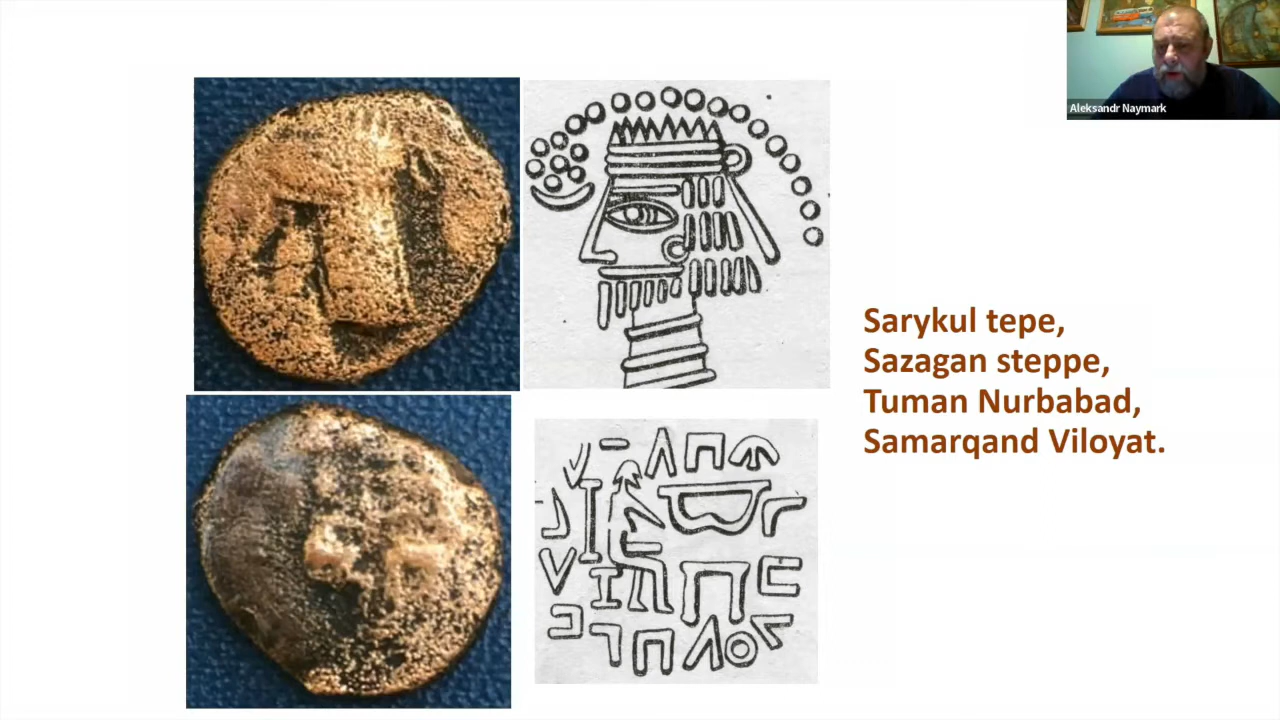 Aleksandr Naymark
Sarykul tepe,
Sazagan steppe,
Tuman Nurbabad,
Samarqand Viloyat.